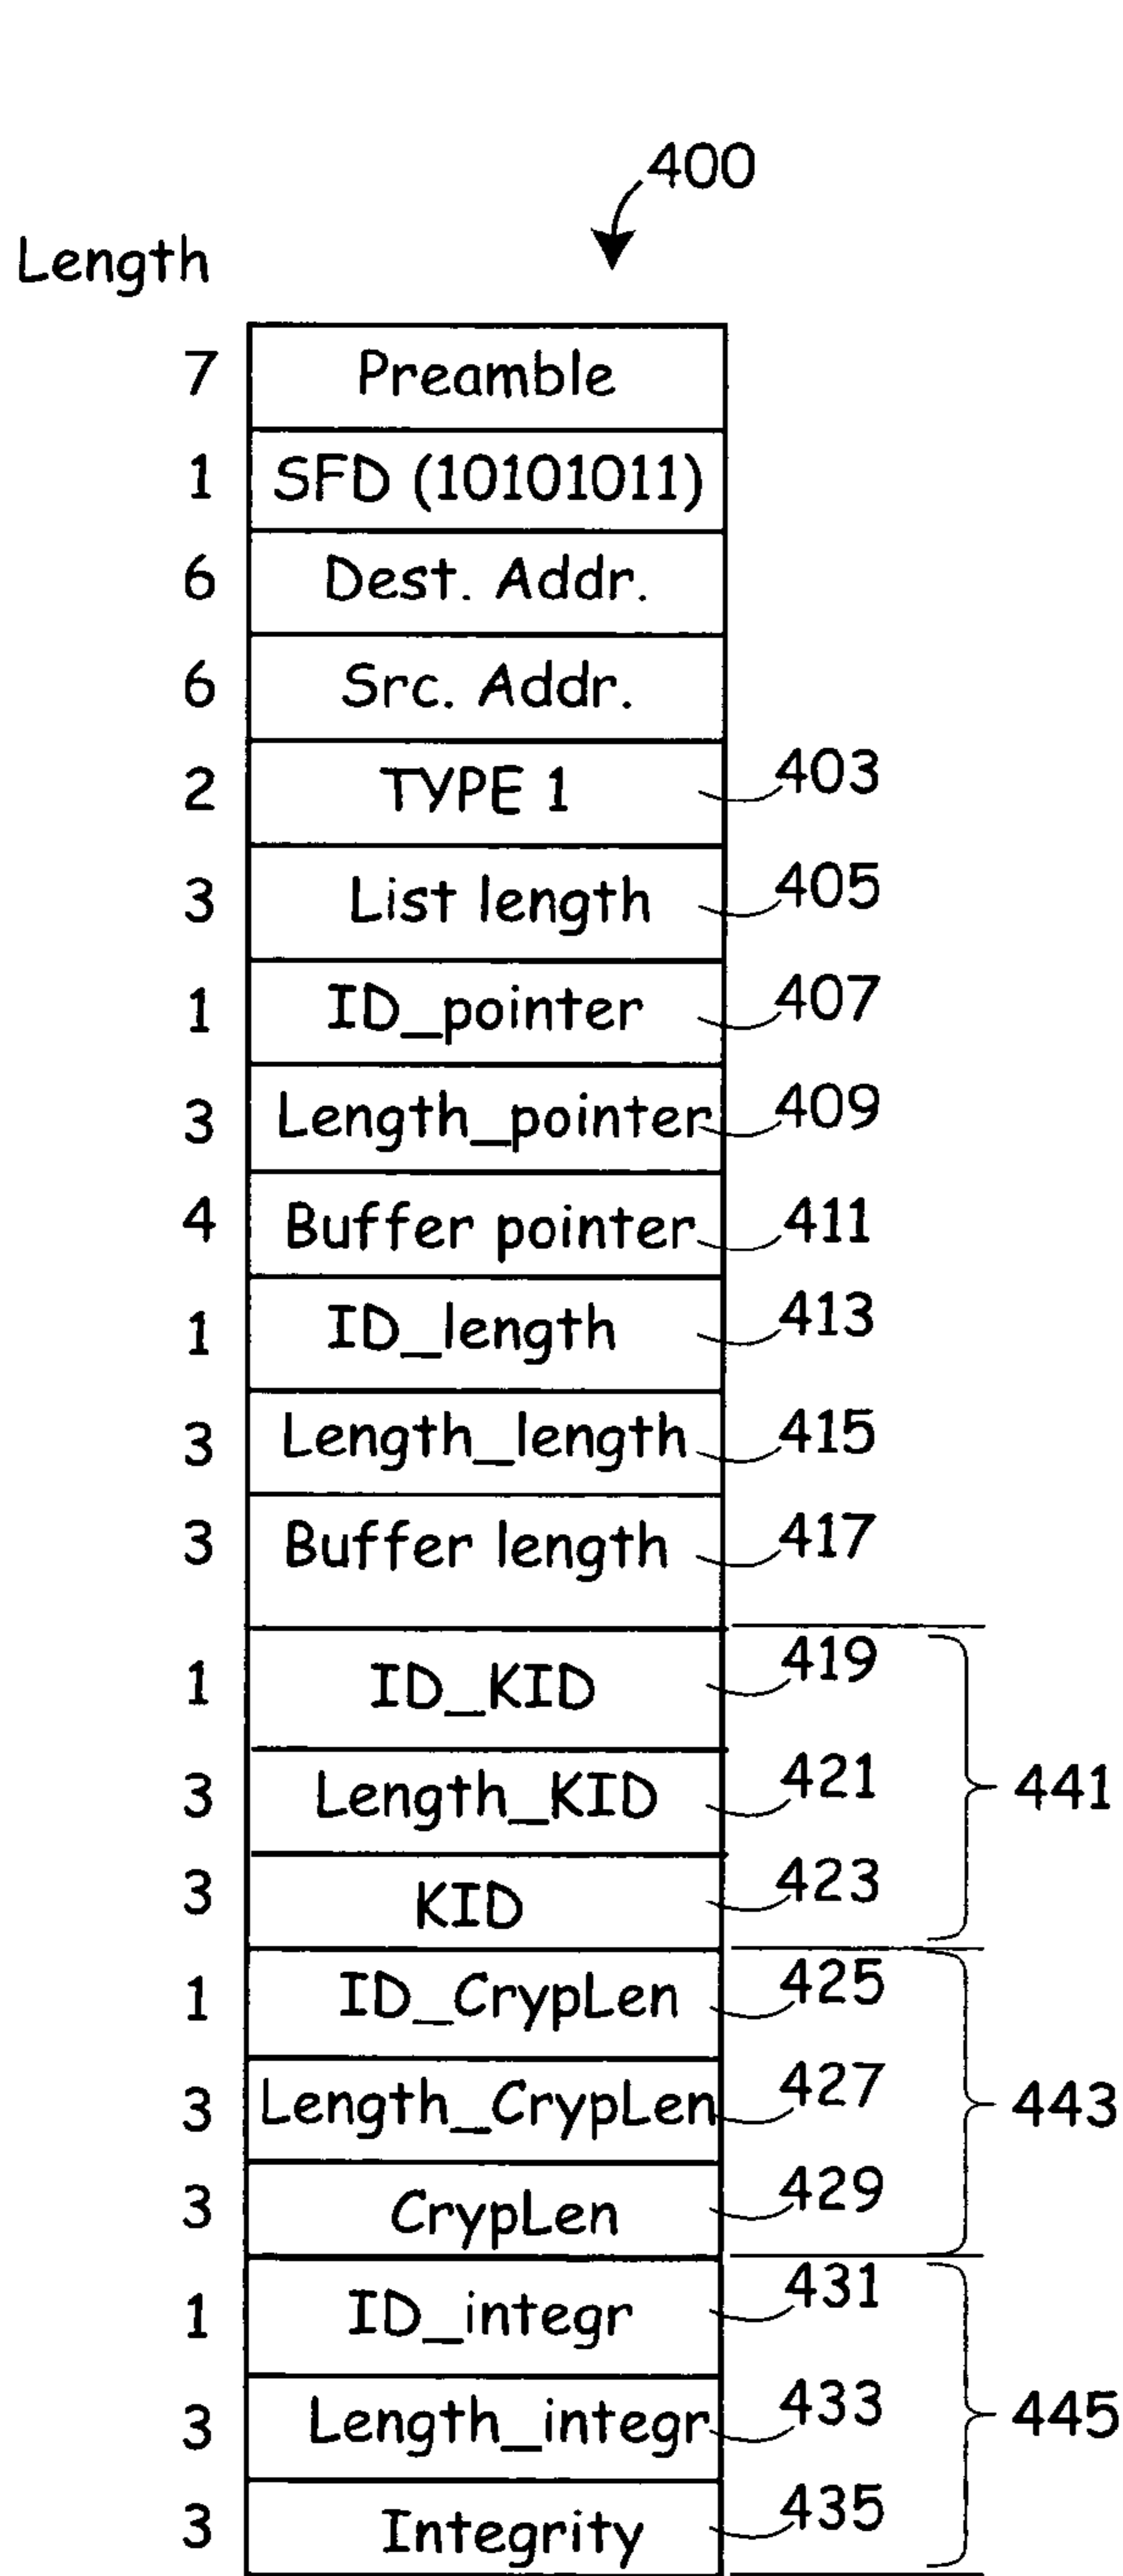 400
Length
7 Preamble
1 SFD (10101011)
6 Dest. Addr.
6 Src. Addr.
2 TYPE 1 403
3 List length 405
1 ID_pointer 407
3 Length_pointer 409
4 Buffer pointer 411
1 ID_length 413
3 Length_length 415
3 Buffer length 417
1 ID_KID 419
3 Length_KID 421
441
3 KID 423
1 ID_CrypLen 425
3 Length_CrypLen 427
443
3 CrypLen 429
1 ID_integr 431
3 Length_integr 433
445
3 Integrity 435